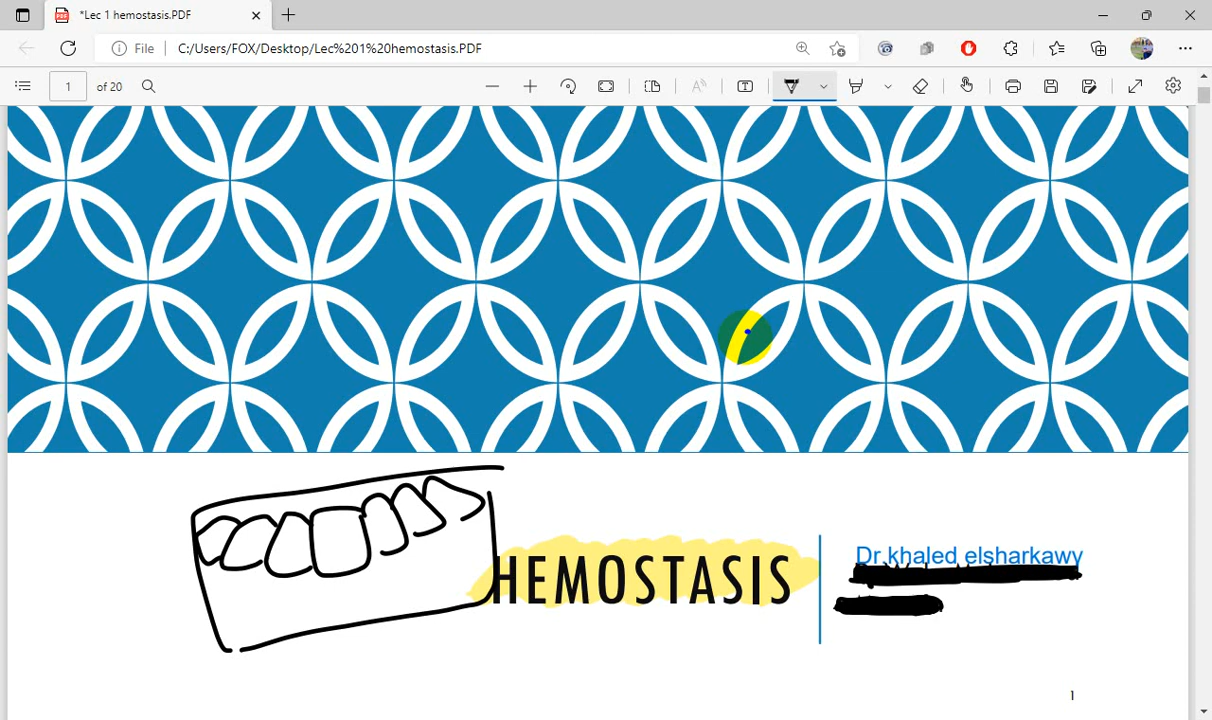 *Lec 1 hemostasis.PDF
File C:/Users/FOX/Desktop/Lec%201%20hemostasis.PDF
1 of 20
HEMOSTASIS
Dr.khaled elsharkawy
1